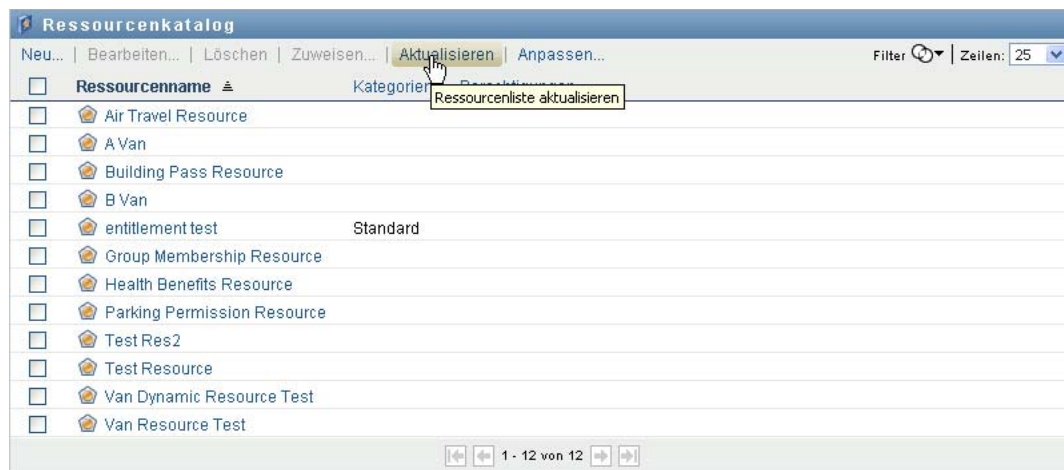 Ressourcenkatalog
Neu... | Bearbeiten... | Löschen | Zuweisen... | Aktualisieren | Anpassen... Filter | Zeilen: 25
Ressourcenname Kategorien
Ressourcenliste aktualisieren
Air Travel Resource
A Van
Building Pass Resource
B Van
entitlement test Standard
Group Membership Resource
Health Benefits Resource
Parking Permission Resource
Test Res2
Test Resource
Van Dynamic Resource Test
Van Resource Test
1 - 12 von 12